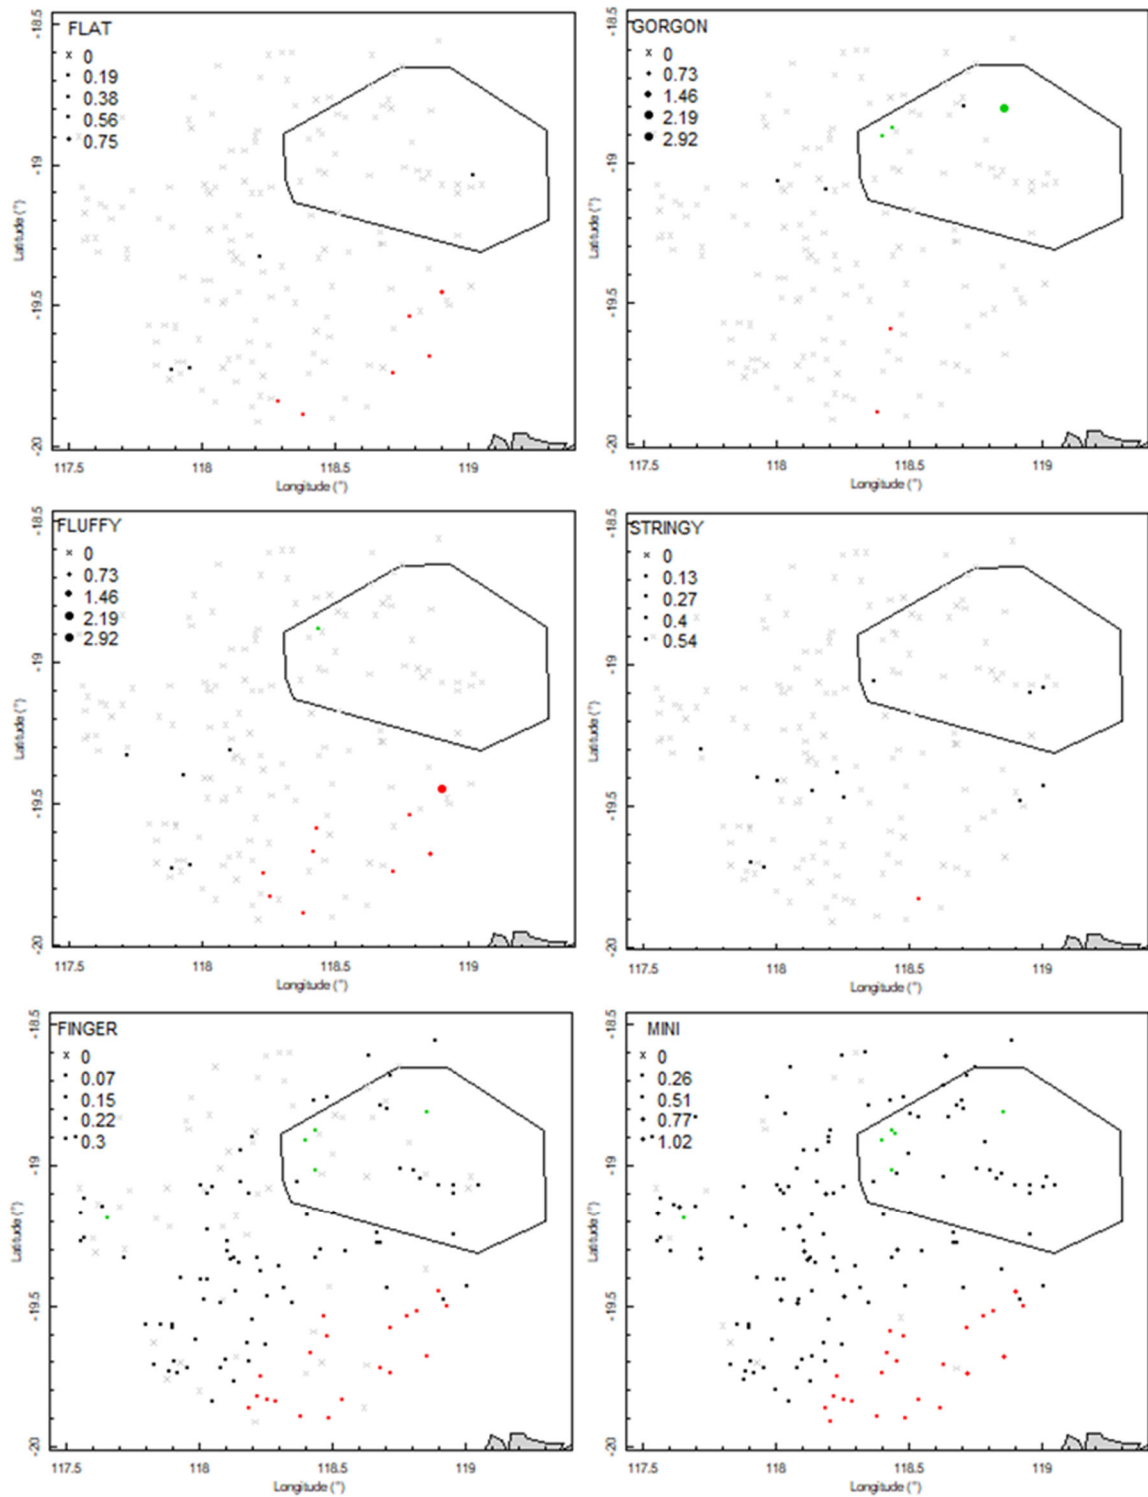 FLAT
× 0
0.19
0.38
0.56
0.75
-18.5
-19
-19.5
-20
Latitude (°)
117.5 118 118.5 119
Longitude (°)
GORGON
× 0
0.73
1.46
2.19
2.92
-18.5
-19
-19.5
-20
Latitude (°)
117.5 118 118.5 119
Longitude (°)
FLUFFY
× 0
0.73
1.46
2.19
2.92
-18.5
-19
-19.5
-20
Latitude (°)
117.5 118 118.5 119
Longitude (°)
STRINGY
× 0
0.13
0.27
0.4
0.54
-18.5
-19
-19.5
-20
Latitude (°)
117.5 118 118.5 119
Longitude (°)
FINGER
× 0
0.07
0.15
0.22
0.3
-18.5
-19
-19.5
-20
Latitude (°)
117.5 118 118.5 119
Longitude (°)
MINI
× 0
0.26
0.51
0.77
1.02
-18.5
-19
-19.5
-20
Latitude (°)
117.5 118 118.5 119
Longitude (°)